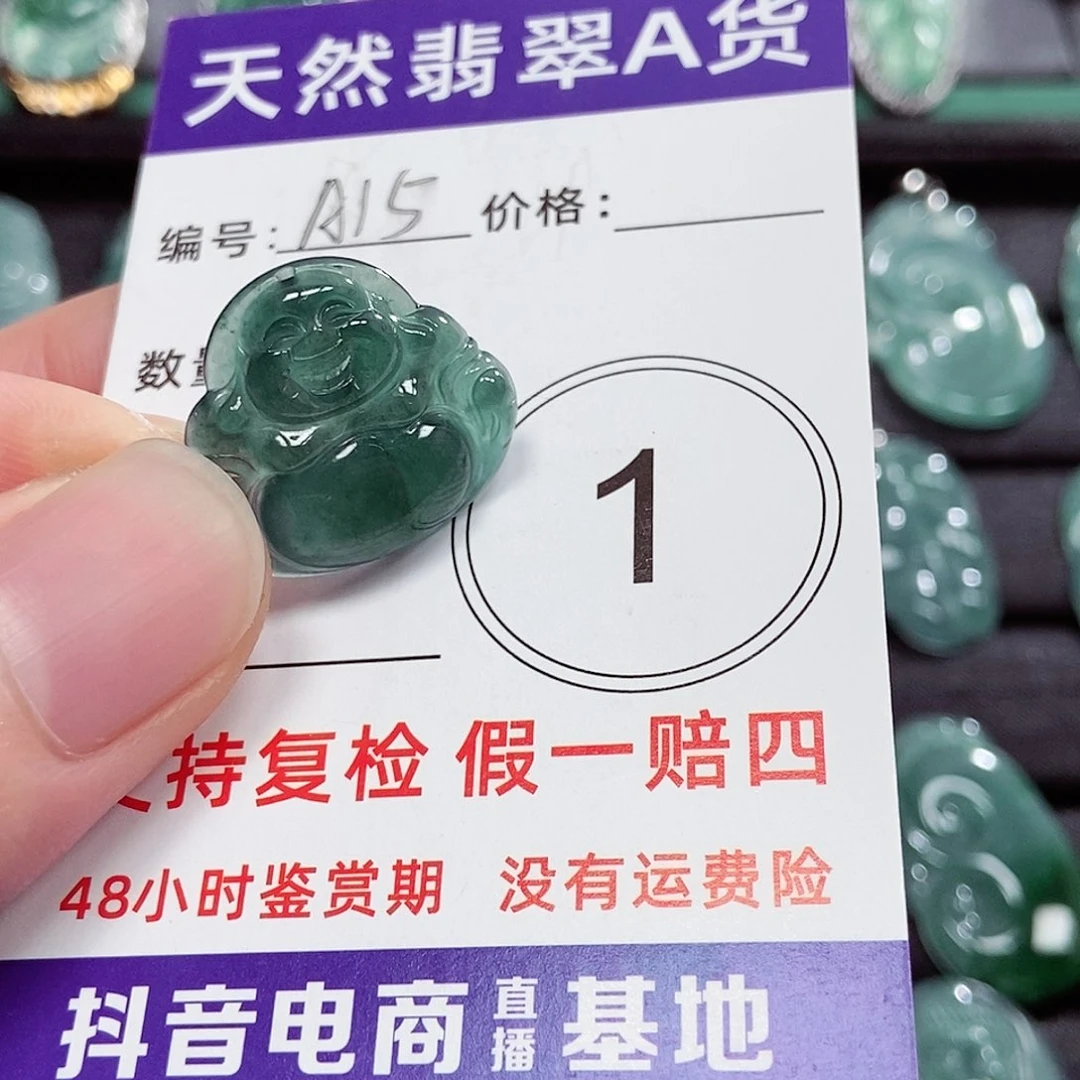 天然翡翠A货
编号: A15 价格:
数量
1
支持复检 假一赔四
48小时鉴赏期 没有运费险
抖音电商直播基地